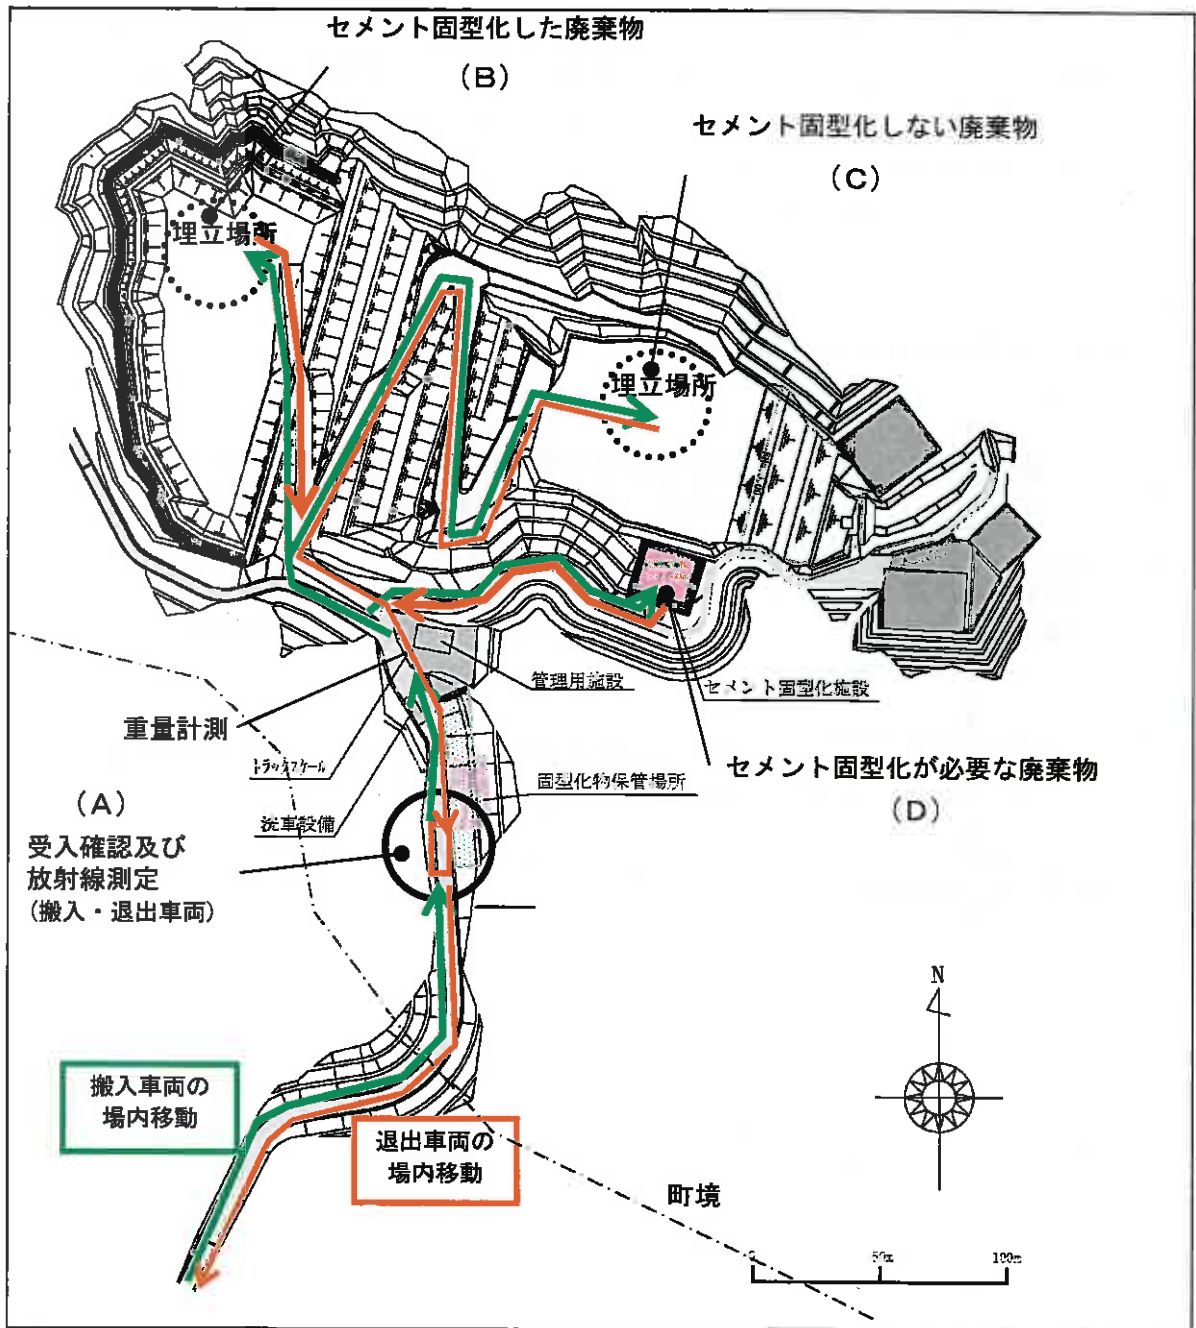 セメント固型化した廃棄物
(B)
セメント固型化しない廃棄物
(C)
埋立場所
埋立場所
管理用施設
セメント固型化施設
重量計測
トラックスケール
セメント固型化が必要な廃棄物
(D)
固型化物保管場所
(A)
洗車設備
受入確認及び
放射線測定
(搬入・退出車両)
N
搬入車両の
場内移動
退出車両の
場内移動
町境
0 50m 100m